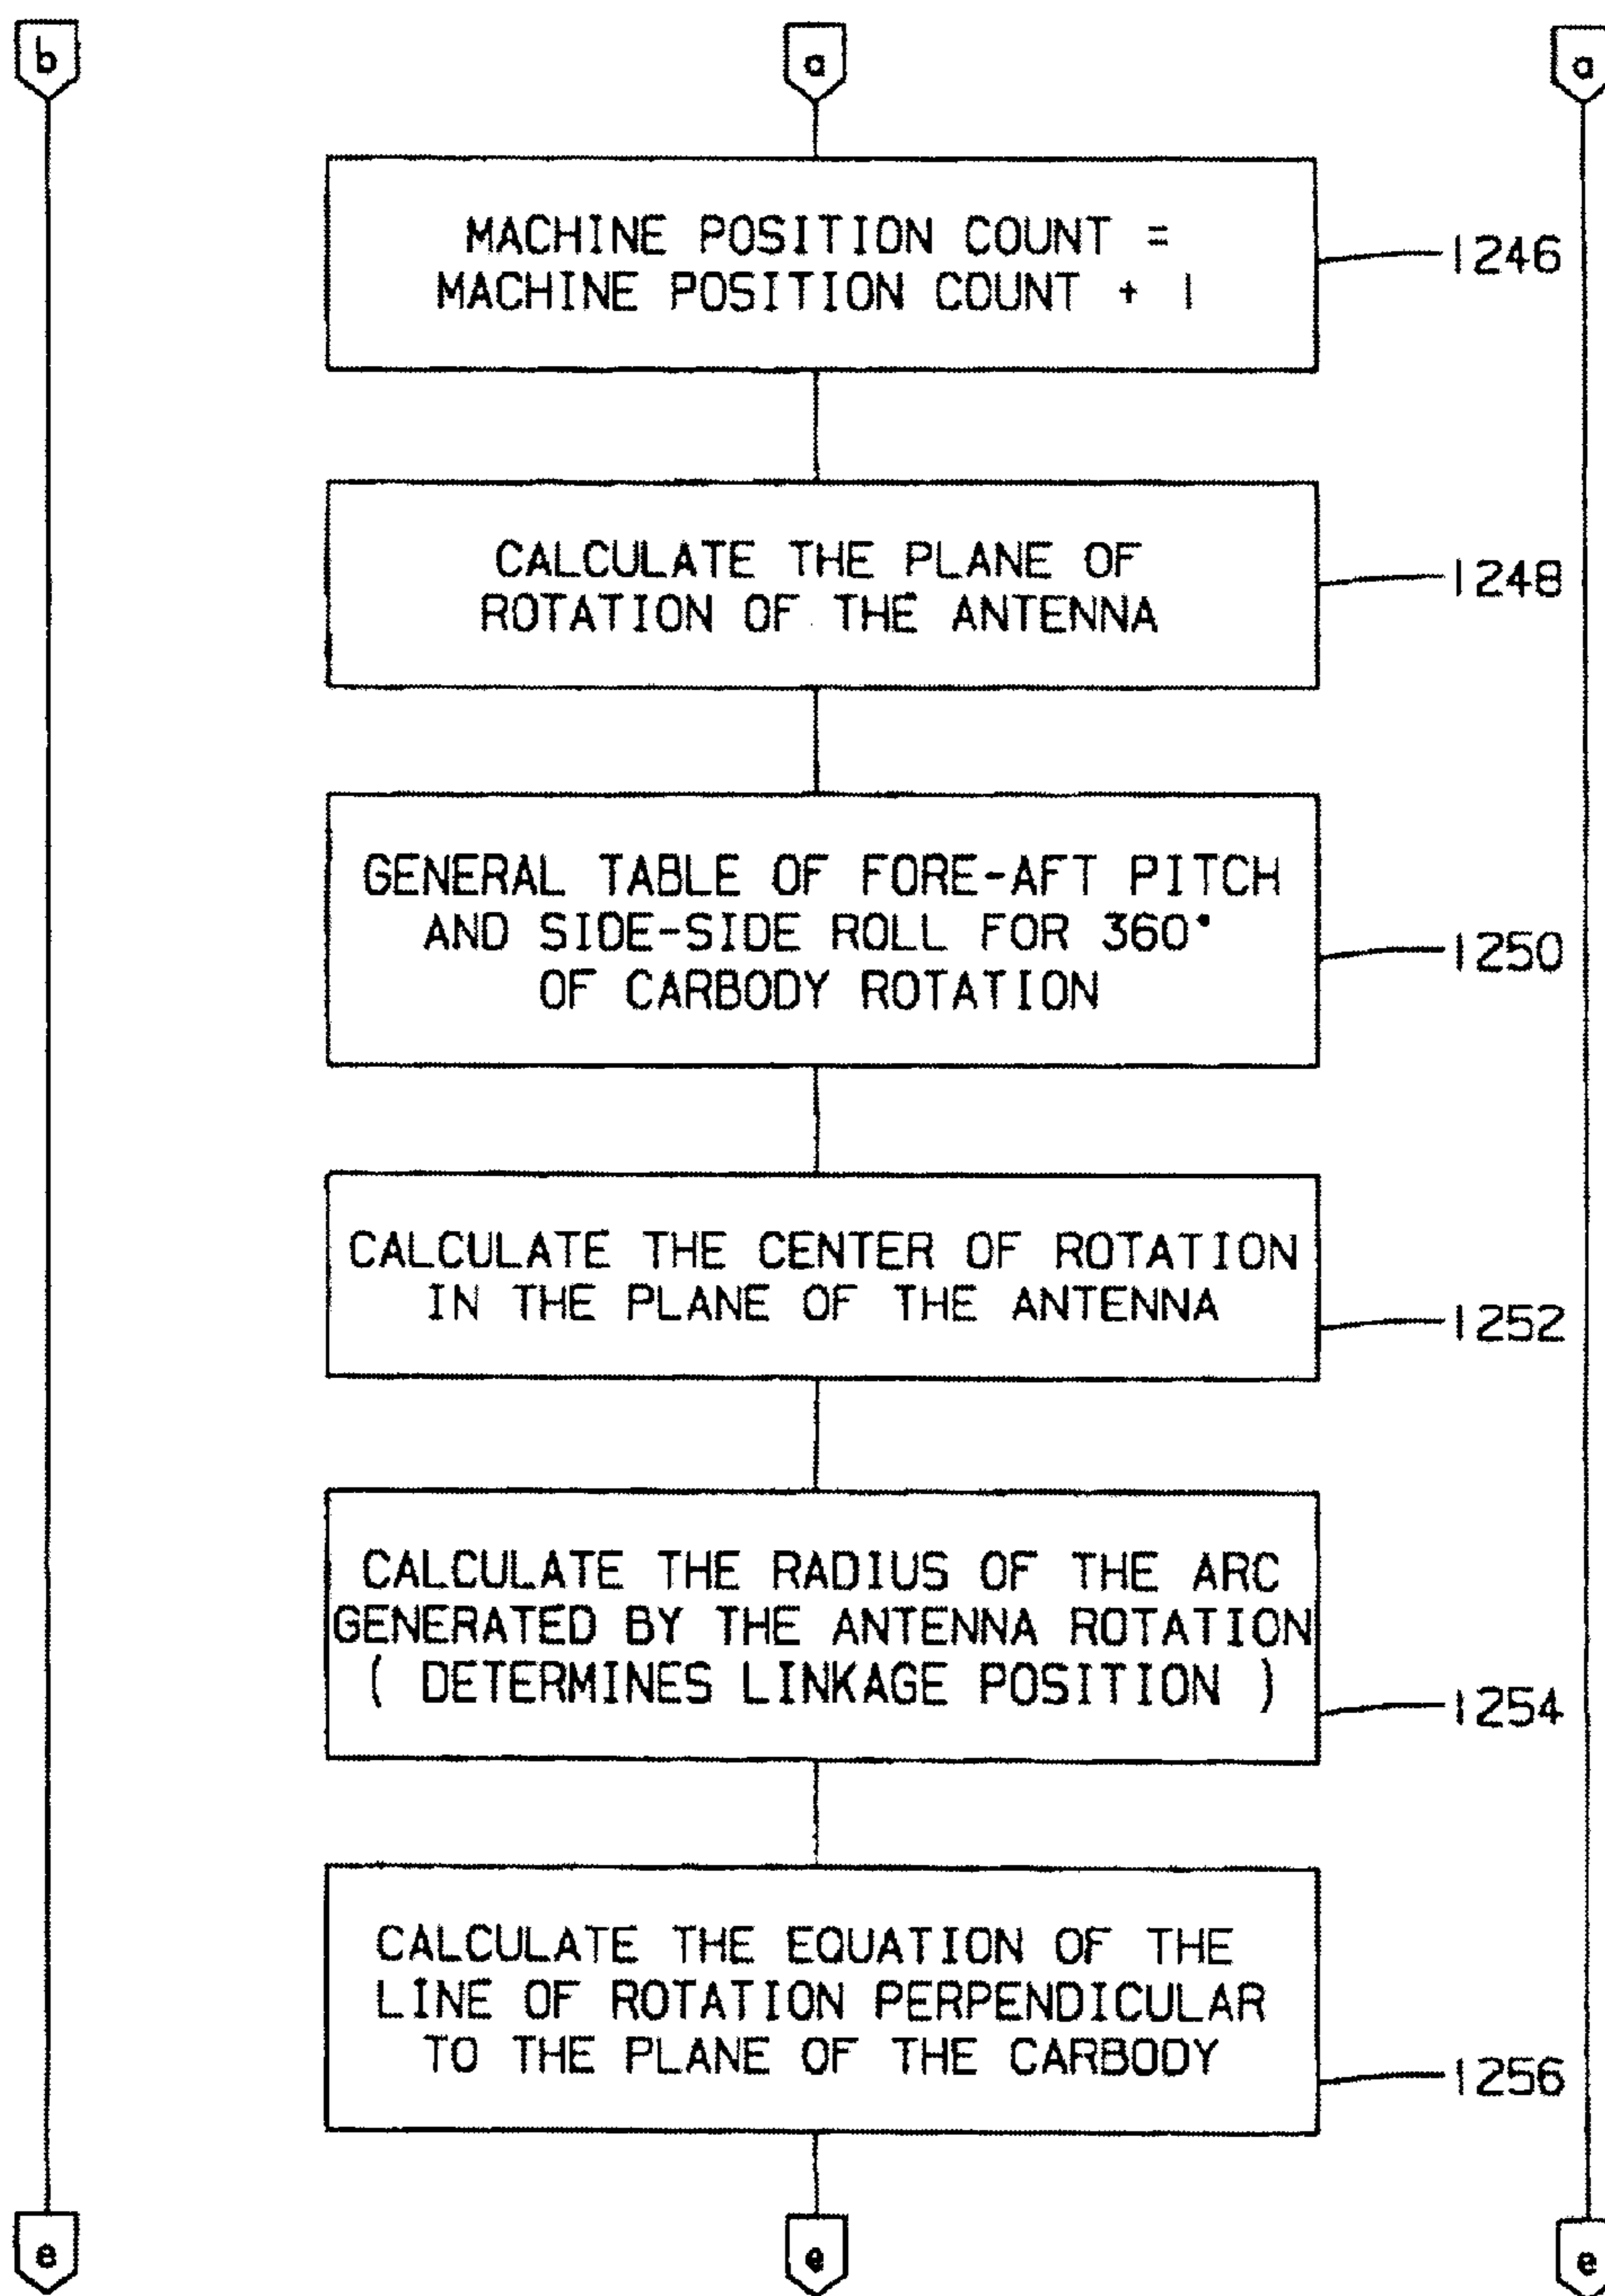 b
a
a
MACHINE POSITION COUNT =
MACHINE POSITION COUNT + 1
1246
CALCULATE THE PLANE OF
ROTATION OF THE ANTENNA
1248
GENERAL TABLE OF FORE-AFT PITCH
AND SIDE-SIDE ROLL FOR 360°
OF CARBODY ROTATION
1250
CALCULATE THE CENTER OF ROTATION
IN THE PLANE OF THE ANTENNA
1252
CALCULATE THE RADIUS OF THE ARC
GENERATED BY THE ANTENNA ROTATION
( DETERMINES LINKAGE POSITION )
1254
CALCULATE THE EQUATION OF THE
LINE OF ROTATION PERPENDICULAR
TO THE PLANE OF THE CARBODY
1256
e
e
e